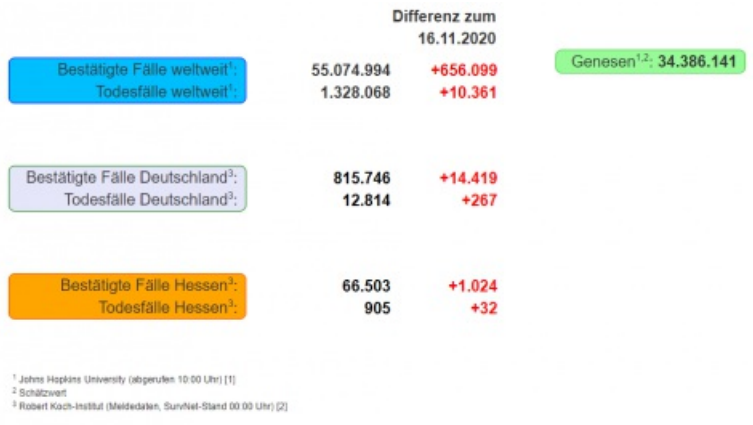 Differenz zum
16.11.2020
Bestätigte Fälle weltweit¹: 55.074.994 +656.099
Todesfälle weltweit¹: 1.328.068 +10.361
Genesen¹,²: 34.386.141
Bestätigte Fälle Deutschland³: 815.746 +14.419
Todesfälle Deutschland³: 12.814 +267
Bestätigte Fälle Hessen³: 66.503 +1.024
Todesfälle Hessen³: 905 +32
¹ Johns Hopkins University (abgerufen 10:00 Uhr) [1]
² Schätzwert
³ Robert Koch-Institut (Meldedaten, SurvNet-Stand 00:00 Uhr) [2]